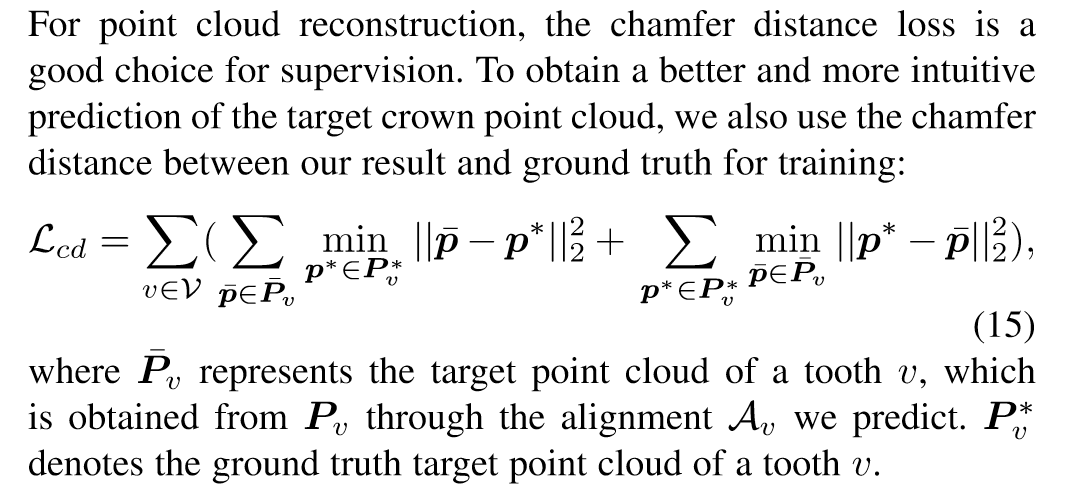 For point cloud reconstruction, the chamfer distance loss is a
good choice for supervision. To obtain a better and more intuitive
prediction of the target crown point cloud, we also use the chamfer
distance between our result and ground truth for training:
$\mathcal{L}_{cd} = \sum_{v \in \mathcal{V}} ( \sum_{\bar{\boldsymbol{p}} \in \bar{\boldsymbol{P}}_v} \min_{\boldsymbol{p}^* \in \boldsymbol{P}_v^*} ||\bar{\boldsymbol{p}} - \boldsymbol{p}^*||_2^2 + \sum_{\boldsymbol{p}^* \in \boldsymbol{P}_v^*} \min_{\bar{\boldsymbol{p}} \in \bar{\boldsymbol{P}}_v} ||\boldsymbol{p}^* - \bar{\boldsymbol{p}}||_2^2 ),$
(15)
where $\bar{\boldsymbol{P}}_v$ represents the target point cloud of a tooth $v$, which
is obtained from $\boldsymbol{P}_v$ through the alignment $\mathcal{A}_v$ we predict. $\boldsymbol{P}_v^*$
denotes the ground truth target point cloud of a tooth $v$.